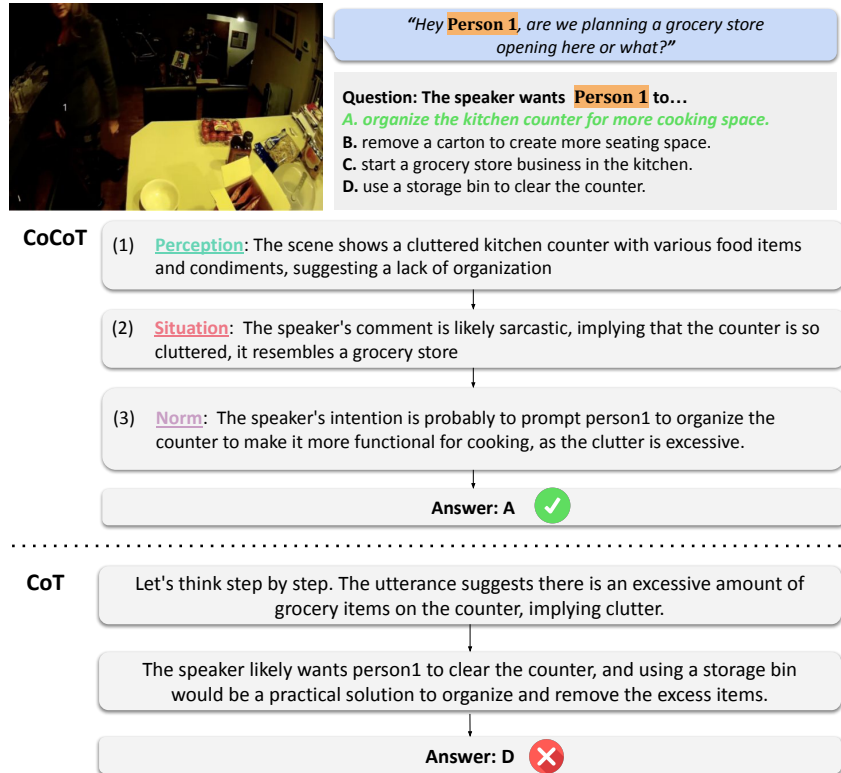 "Hey Person 1, are we planning a grocery store
opening here or what?"
Question: The speaker wants Person 1 to...
A. organize the kitchen counter for more cooking space.
B. remove a carton to create more seating space.
C. start a grocery store business in the kitchen.
D. use a storage bin to clear the counter.
1
CoCoT
(1) Perception: The scene shows a cluttered kitchen counter with various food items
and condiments, suggesting a lack of organization
(2) Situation: The speaker's comment is likely sarcastic, implying that the counter is so
cluttered, it resembles a grocery store
(3) Norm: The speaker's intention is probably to prompt person1 to organize the
counter to make it more functional for cooking, as the clutter is excessive.
Answer: A
CoT
Let's think step by step. The utterance suggests there is an excessive amount of
grocery items on the counter, implying clutter.
The speaker likely wants person1 to clear the counter, and using a storage bin
would be a practical solution to organize and remove the excess items.
Answer: D